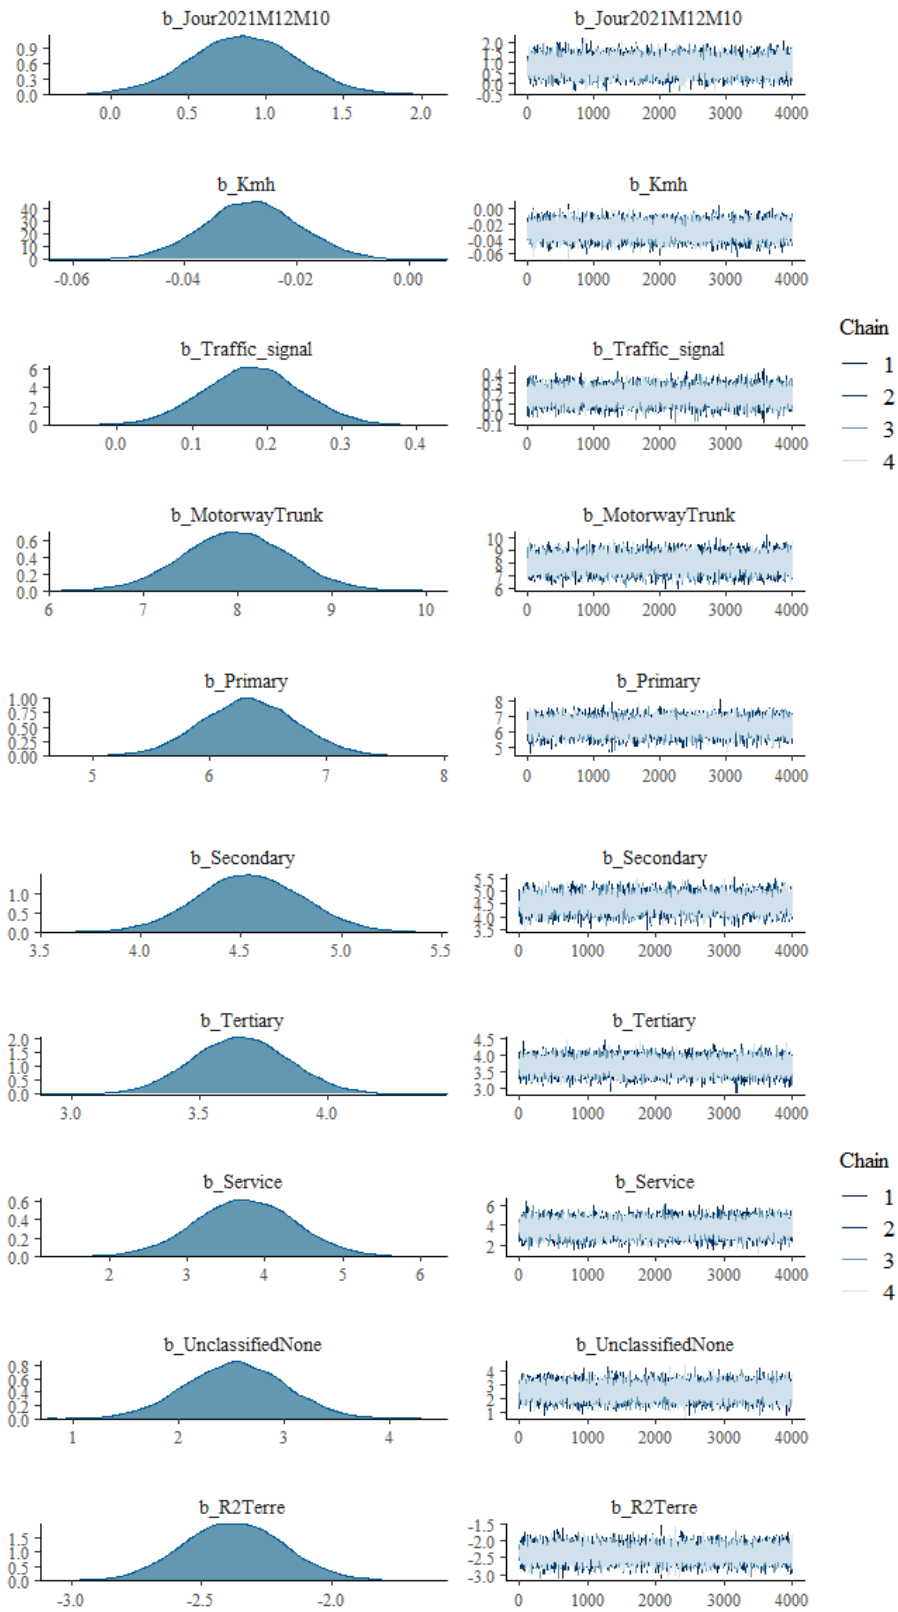 b_Jour2021M12M10 b_Jour2021M12M10
0.9 0.6 0.3 0.0
0.0 0.5 1.0 1.5 2.0
2.0 1.5 1.0 0.5 0.0 -0.5
0 1000 2000 3000 4000
b_Kmh b_Kmh
40 30 20 10 0
-0.06 -0.04 -0.02 0.00
0.00 -0.02 -0.04 -0.06
0 1000 2000 3000 4000
b_Traffic_signal b_Traffic_signal
6 4 2 0
0.0 0.1 0.2 0.3 0.4
0.4 0.3 0.2 0.1 0.0 -0.1
0 1000 2000 3000 4000
Chain
1
2
3
4
b_MotorwayTrunk b_MotorwayTrunk
0.6 0.4 0.2 0.0
6 7 8 9 10
10 9 8 7 6
0 1000 2000 3000 4000
b_Primary b_Primary
1.00 0.75 0.50 0.25 0.00
5 6 7 8
8 7 6 5
0 1000 2000 3000 4000
b_Secondary b_Secondary
1.0 0.5 0.0
3.5 4.0 4.5 5.0 5.5
5.5 5.0 4.5 4.0 3.5
0 1000 2000 3000 4000
b_Tertiary b_Tertiary
2.0 1.5 1.0 0.5 0.0
3.0 3.5 4.0
4.5 4.0 3.5 3.0
0 1000 2000 3000 4000
b_Service b_Service
0.6 0.4 0.2 0.0
2 3 4 5 6
6 4 2
0 1000 2000 3000 4000
Chain
1
2
3
4
b_UnclassifiedNone b_UnclassifiedNone
0.8 0.6 0.4 0.2 0.0
1 2 3 4
4 3 2 1
0 1000 2000 3000 4000
b_R2Terre b_R2Terre
1.5 1.0 0.5 0.0
-3.0 -2.5 -2.0
-1.5 -2.0 -2.5 -3.0
0 1000 2000 3000 4000